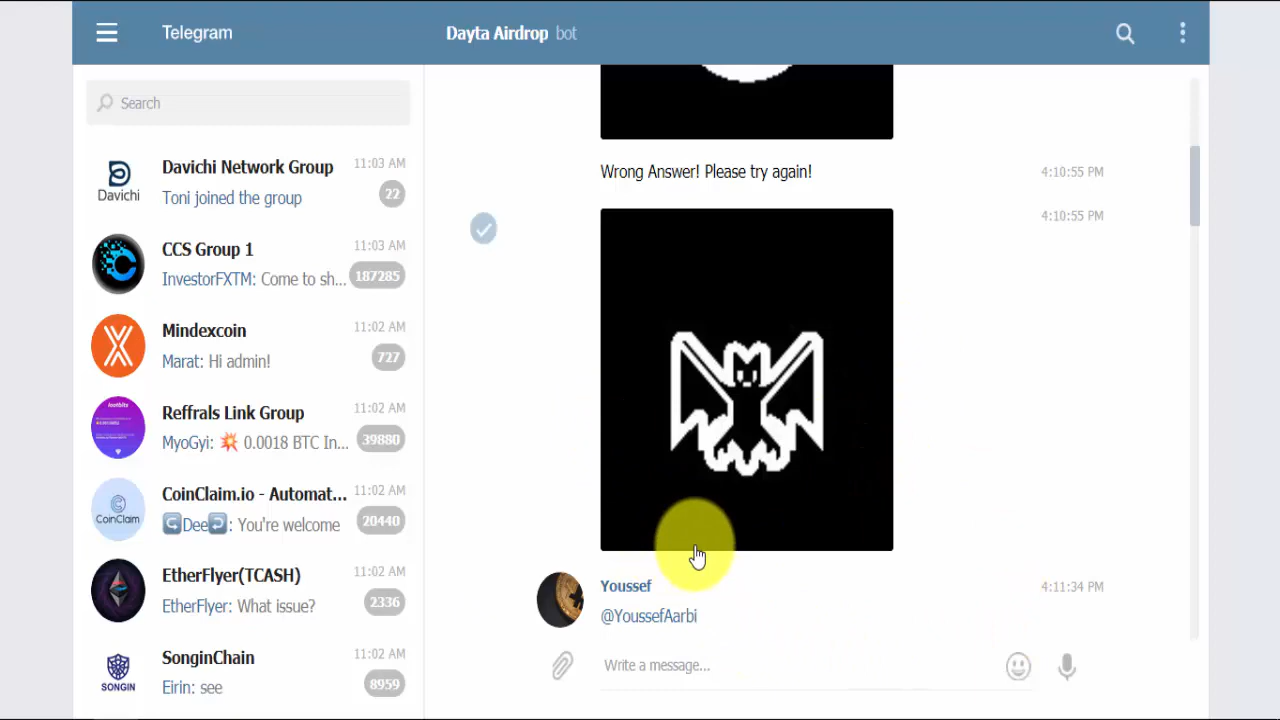 Telegram
Dayta Airdrop bot
Search
Davichi Network Group 11:03 AM
Toni joined the group 22
Davichi
CCS Group 1 11:03 AM
InvestorFXTM: Come to sh... 187285
Mindexcoin 11:02 AM
Marat: Hi admin! 727
Reffrals Link Group 11:02 AM
MyoGyi: 💥 0.0018 BTC In... 39880
CoinClaim.io - Automat... 11:02 AM
↪Dee↩: You're welcome 20440
CoinClaim
EtherFlyer(TCASH) 11:02 AM
EtherFlyer: What issue? 2336
SonginChain 11:02 AM
Eirin: see 8959
SONGIN
Wrong Answer! Please try again! 4:10:55 PM
4:10:55 PM
Youssef 4:11:34 PM
@YoussefAarbi
Write a message...